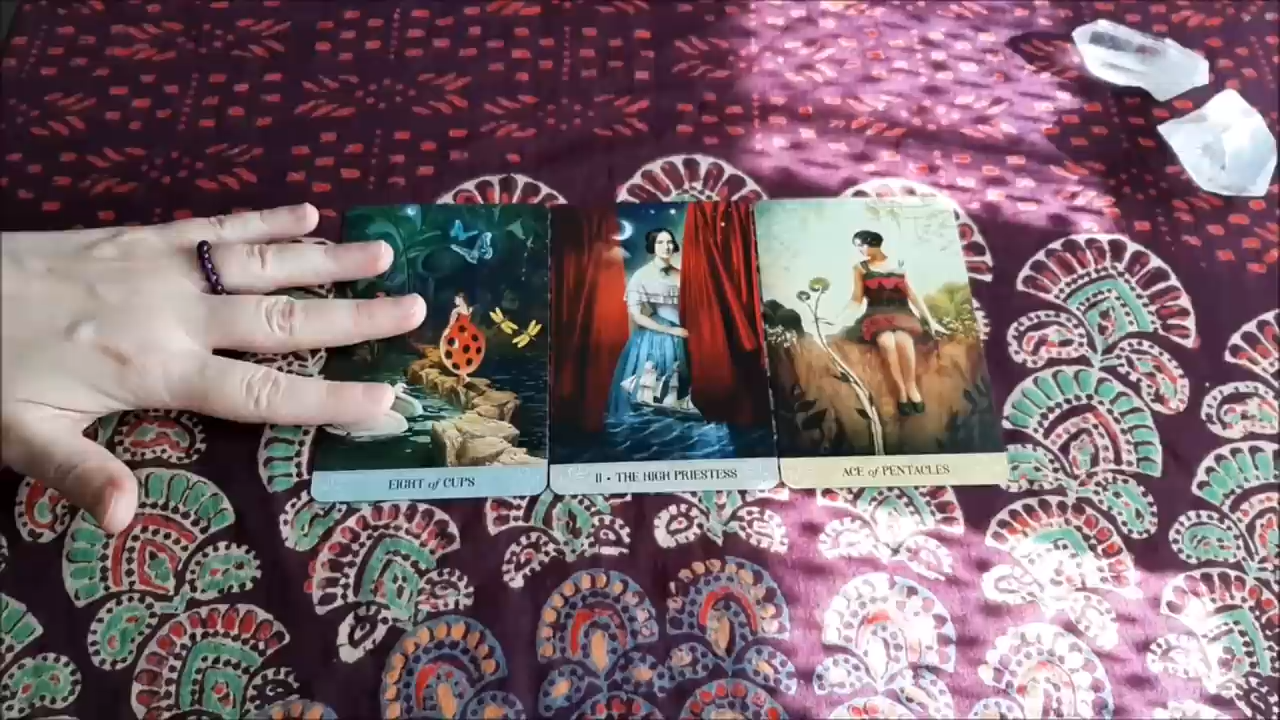 EIGHT of CUPS
II • THE HIGH PRIESTESS
ACE of PENTACLES